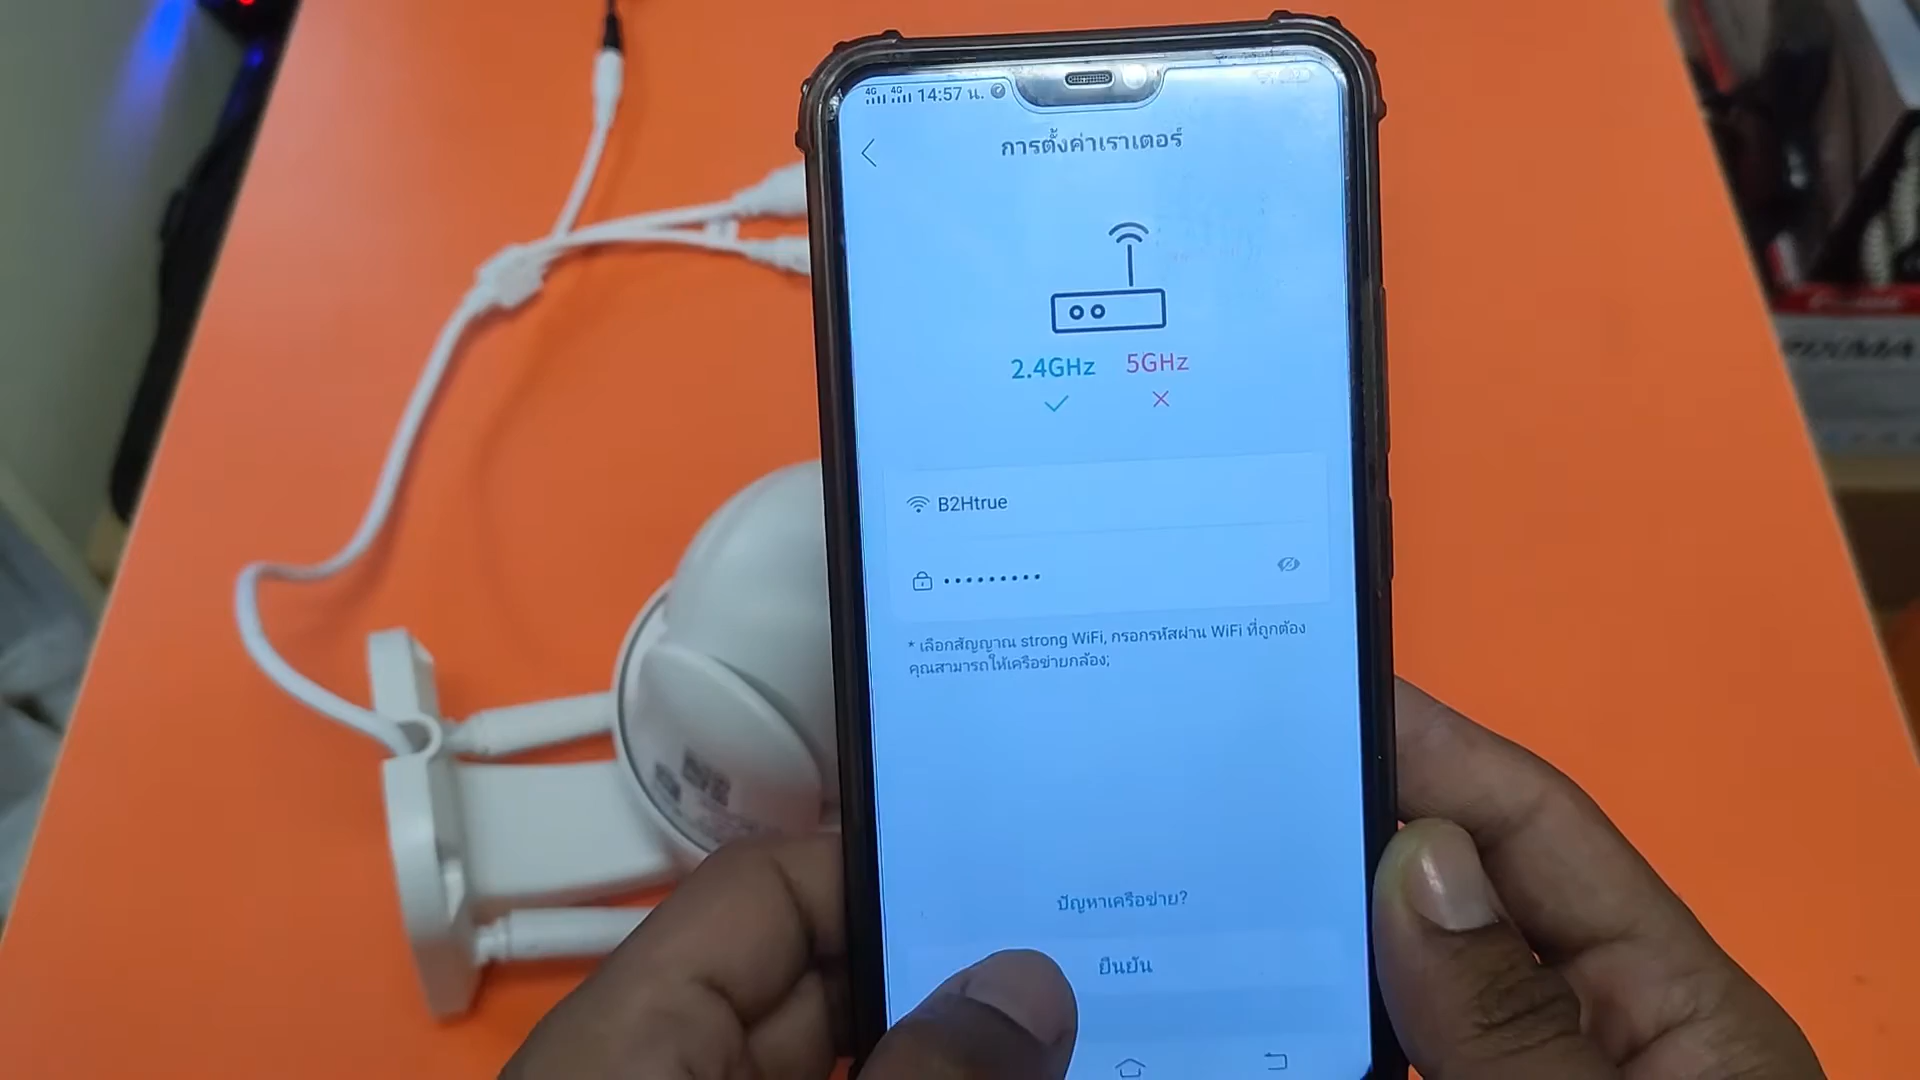 4G 4G 14:57 น.
การตั้งค่าเราเตอร์
2.4GHz 5GHz
B2Htrue
•••••••••
* เลือกสัญญาณ strong WiFi, กรอกรหัสผ่าน WiFi ที่ถูกต้อง
คุณสามารถให้เครือข่ายกล้อง;
ปัญหาเครือข่าย?
ยืนยัน